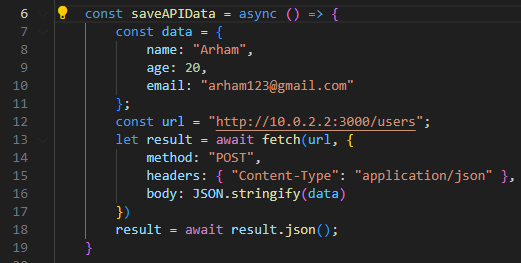 6 const saveAPIData = async () => {
7 const data = {
8 name: "Arham",
9 age: 20,
10 email: "arham123@gmail.com"
11 };
12 const url = "http://10.0.2.2:3000/users";
13 let result = await fetch(url, {
14 method: "POST",
15 headers: { "Content-Type": "application/json" },
16 body: JSON.stringify(data)
17 })
18 result = await result.json();
19 }